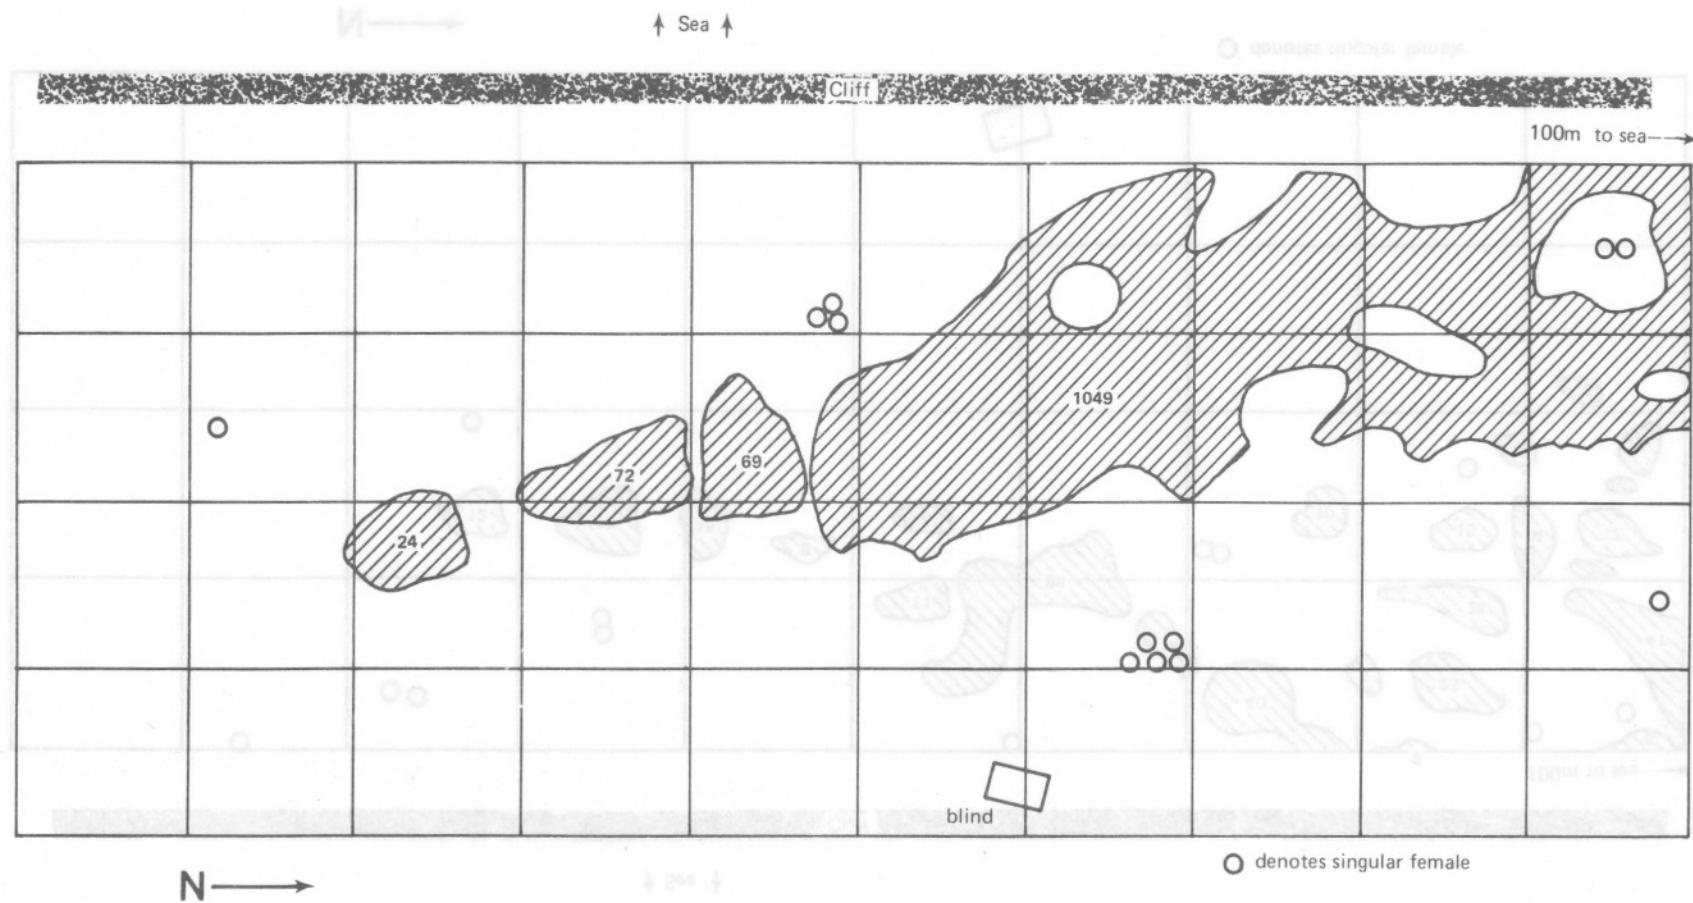 ↑ Sea ↑
Cliff
100m to sea→
1049
69
72
24
blind
O denotes singular female
N→